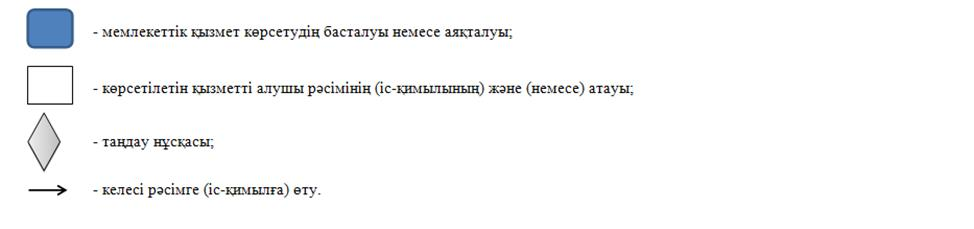 - мемлекеттік қызмет көрсетудің басталуы немесе аяқталуы;
- көрсетілетін қызметті алушы рәсімінің (іс-қимылының) және (немесе) атауы;
- таңдау нұсқасы;
- келесі рәсімге (іс-қимылға) өту.